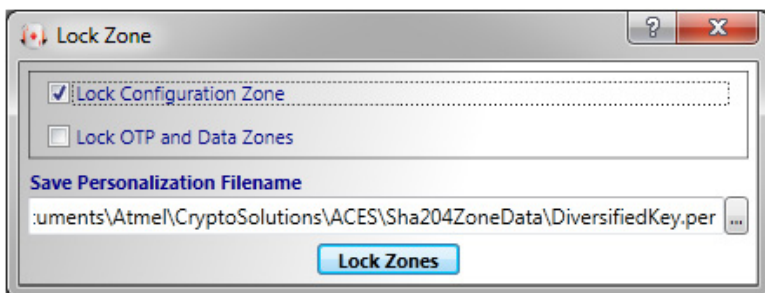 Lock Zone
Lock Configuration Zone
Lock OTP and Data Zones
Save Personalization Filename
:uments\Atmel\CryptoSolutions\ACES\Sha204ZoneData\DiversifiedKey.per ...
Lock Zones